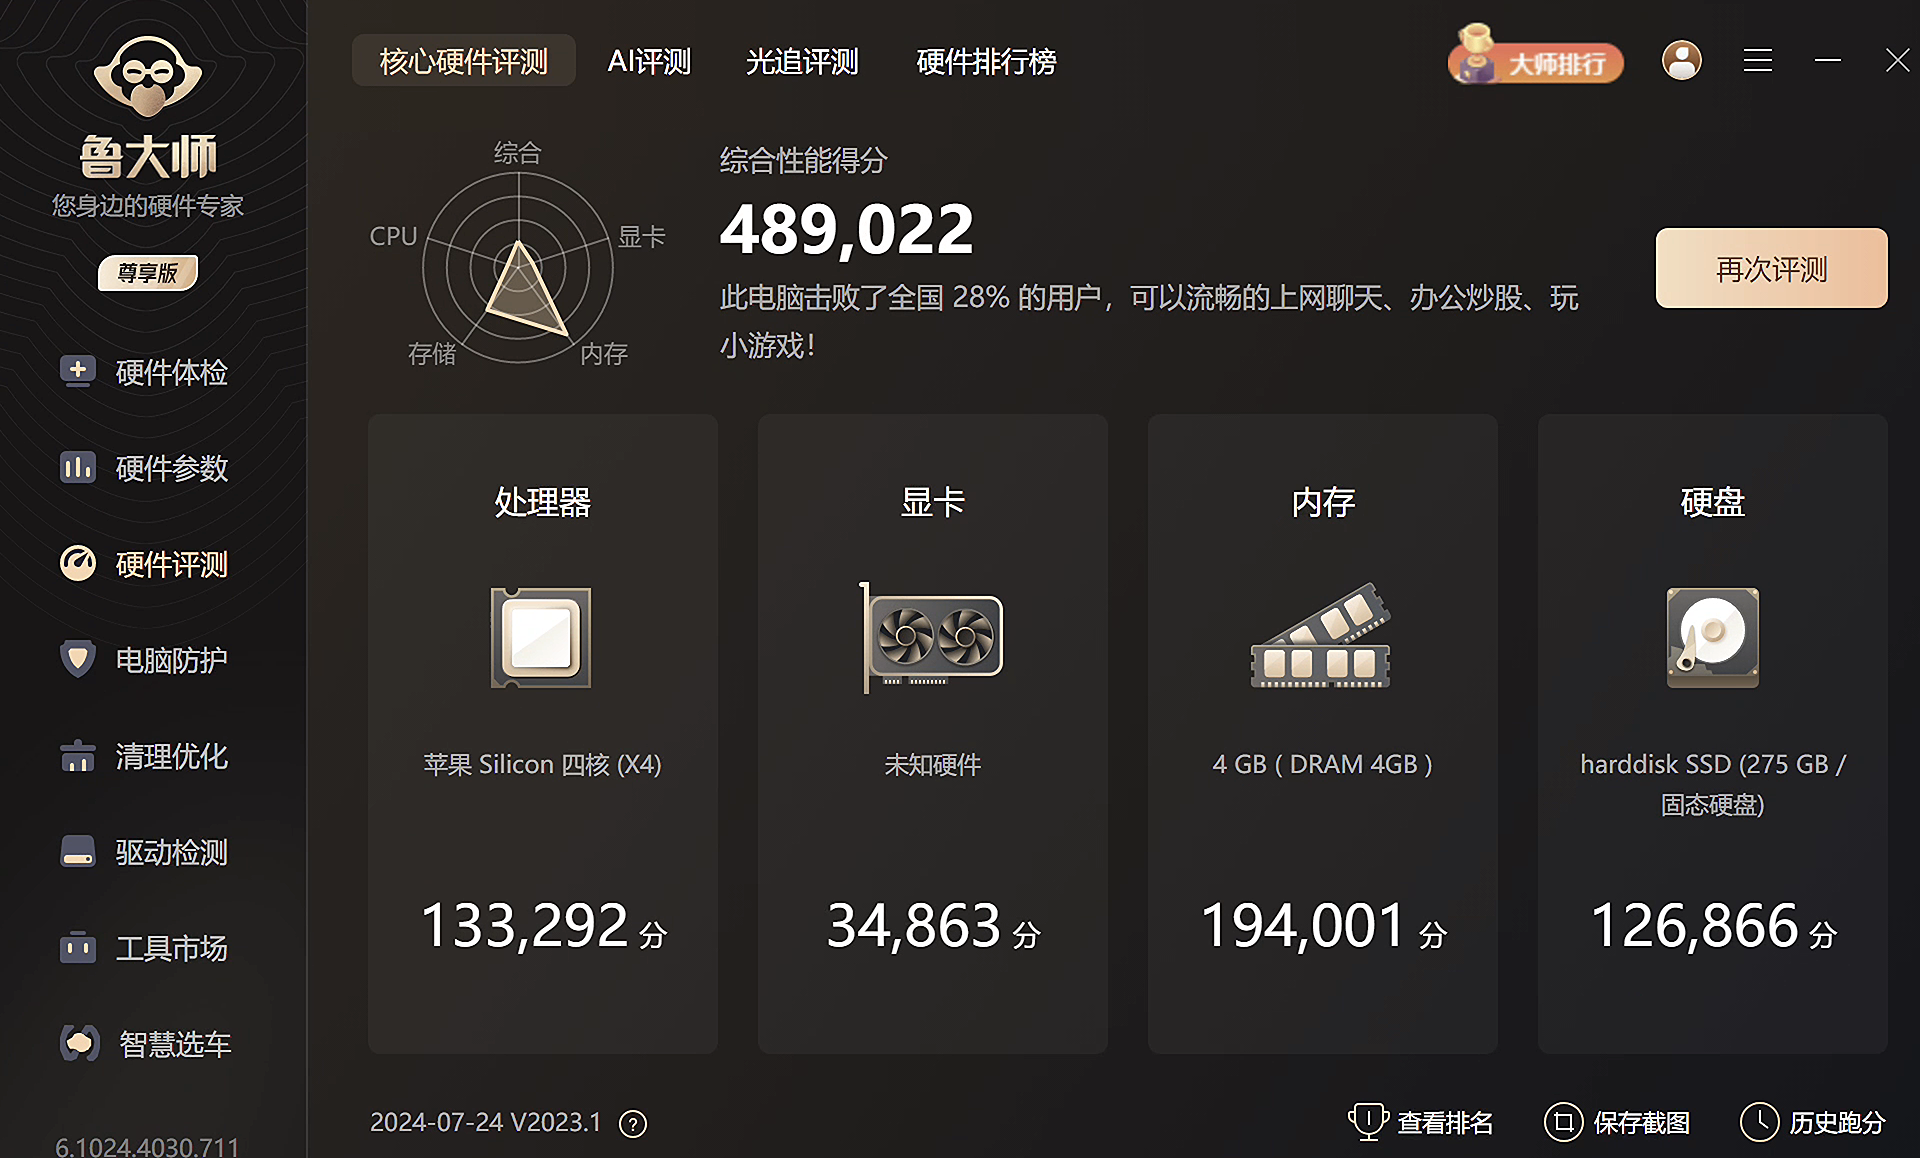 核心硬件评测
AI评测
光追评测
硬件排行榜
大师排行
鲁大师
您身边的硬件专家
尊享版
硬件体检
硬件参数
硬件评测
电脑防护
清理优化
驱动检测
工具市场
智慧选车
6.1024.4030.711
综合
CPU
显卡
存储
内存
综合性能得分
489,022
此电脑击败了全国 28% 的用户，可以流畅的上网聊天、办公炒股、玩
小游戏！
再次评测
处理器
苹果 Silicon 四核 (X4)
133,292 分
显卡
未知硬件
34,863 分
内存
4 GB ( DRAM 4GB )
194,001 分
硬盘
harddisk SSD (275 GB /
固态硬盘)
126,866 分
2024-07-24 V2023.1 ?
查看排名
保存截图
历史跑分